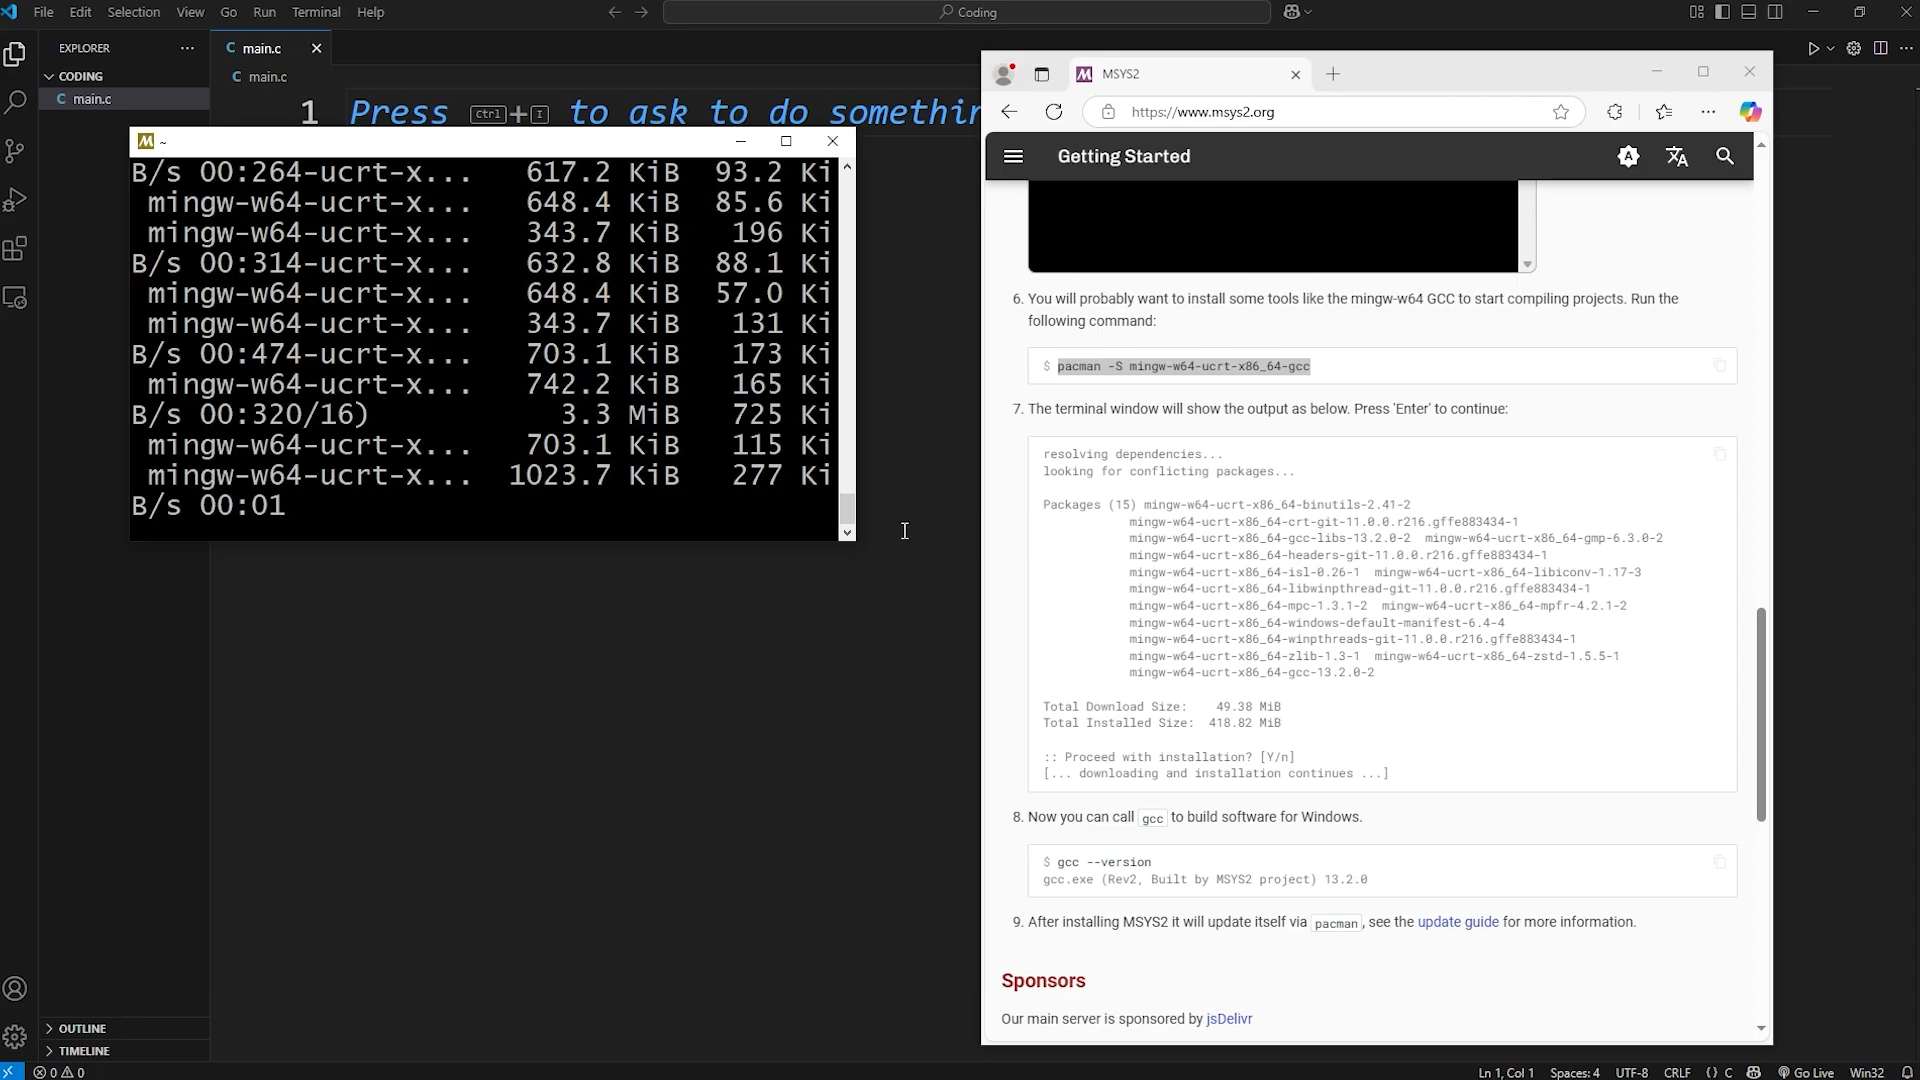 File Edit Selection View Go Run Terminal Help
Coding
EXPLORER
CODING
main.c
main.c
main.c
1
Press Ctrl+I to ask to do somethin
~
B/s 00:264-ucrt-x... 617.2 KiB 93.2 Ki
mingw-w64-ucrt-x... 648.4 KiB 85.6 Ki
mingw-w64-ucrt-x... 343.7 KiB 196 Ki
B/s 00:314-ucrt-x... 632.8 KiB 88.1 Ki
mingw-w64-ucrt-x... 648.4 KiB 57.0 Ki
mingw-w64-ucrt-x... 343.7 KiB 131 Ki
B/s 00:474-ucrt-x... 703.1 KiB 173 Ki
mingw-w64-ucrt-x... 742.2 KiB 165 Ki
B/s 00:320/16) 3.3 MiB 725 Ki
mingw-w64-ucrt-x... 703.1 KiB 115 Ki
mingw-w64-ucrt-x... 1023.7 KiB 277 Ki
B/s 00:01
MSYS2
https://www.msys2.org
Getting Started
6. You will probably want to install some tools like the mingw-w64 GCC to start compiling projects. Run the
following command:
$ pacman -S mingw-w64-ucrt-x86_64-gcc
7. The terminal window will show the output as below. Press 'Enter' to continue:
resolving dependencies...
looking for conflicting packages...
Packages (15) mingw-w64-ucrt-x86_64-binutils-2.41-2
mingw-w64-ucrt-x86_64-crt-git-11.0.0.r216.gffe883434-1
mingw-w64-ucrt-x86_64-gcc-libs-13.2.0-2 mingw-w64-ucrt-x86_64-gmp-6.3.0-2
mingw-w64-ucrt-x86_64-headers-git-11.0.0.r216.gffe883434-1
mingw-w64-ucrt-x86_64-isl-0.26-1 mingw-w64-ucrt-x86_64-libiconv-1.17-3
mingw-w64-ucrt-x86_64-libwinpthread-git-11.0.0.r216.gffe883434-1
mingw-w64-ucrt-x86_64-mpc-1.3.1-2 mingw-w64-ucrt-x86_64-mpfr-4.2.1-2
mingw-w64-ucrt-x86_64-windows-default-manifest-6.4-4
mingw-w64-ucrt-x86_64-winpthreads-git-11.0.0.r216.gffe883434-1
mingw-w64-ucrt-x86_64-zlib-1.3-1 mingw-w64-ucrt-x86_64-zstd-1.5.5-1
mingw-w64-ucrt-x86_64-gcc-13.2.0-2
Total Download Size: 49.38 MiB
Total Installed Size: 418.82 MiB
:: Proceed with installation? [Y/n]
[... downloading and installation continues ...]
8. Now you can call gcc to build software for Windows.
$ gcc --version
gcc.exe (Rev2, Built by MSYS2 project) 13.2.0
9. After installing MSYS2 it will update itself via pacman, see the update guide for more information.
Sponsors
Our main server is sponsored by jsDelivr
OUTLINE
TIMELINE
0 0
Ln 1, Col 1 Spaces: 4 UTF-8 CRLF {} C Go Live Win32